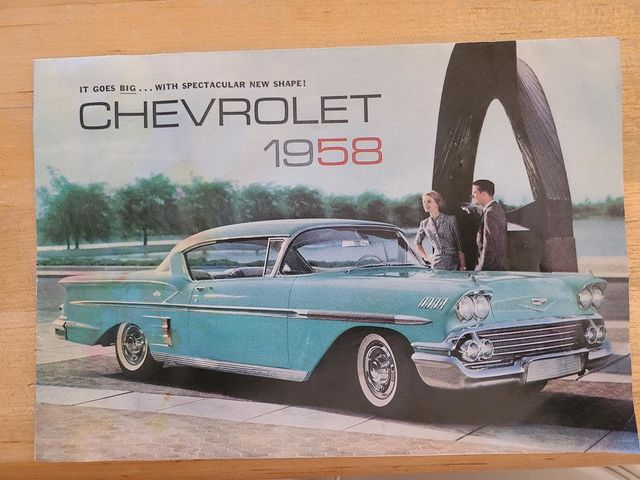 IT GOES BIG... WITH SPECTACULAR NEW SHAPE!
CHEVROLET
1958